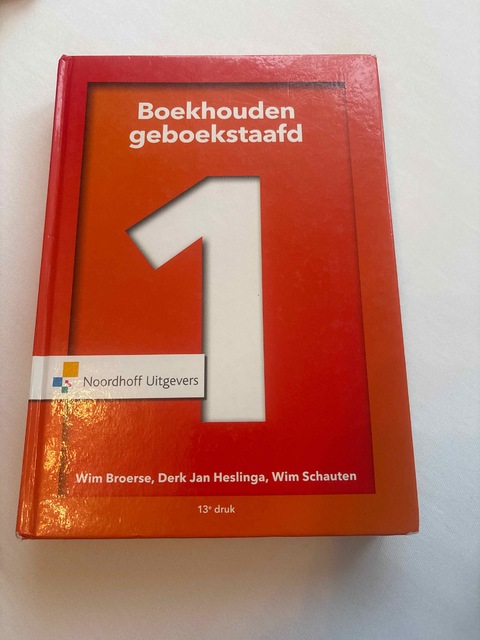 Boekhouden
geboekstaafd
1
Noordhoff Uitgevers
Wim Broerse, Derk Jan Heslinga, Wim Schauten
13e druk